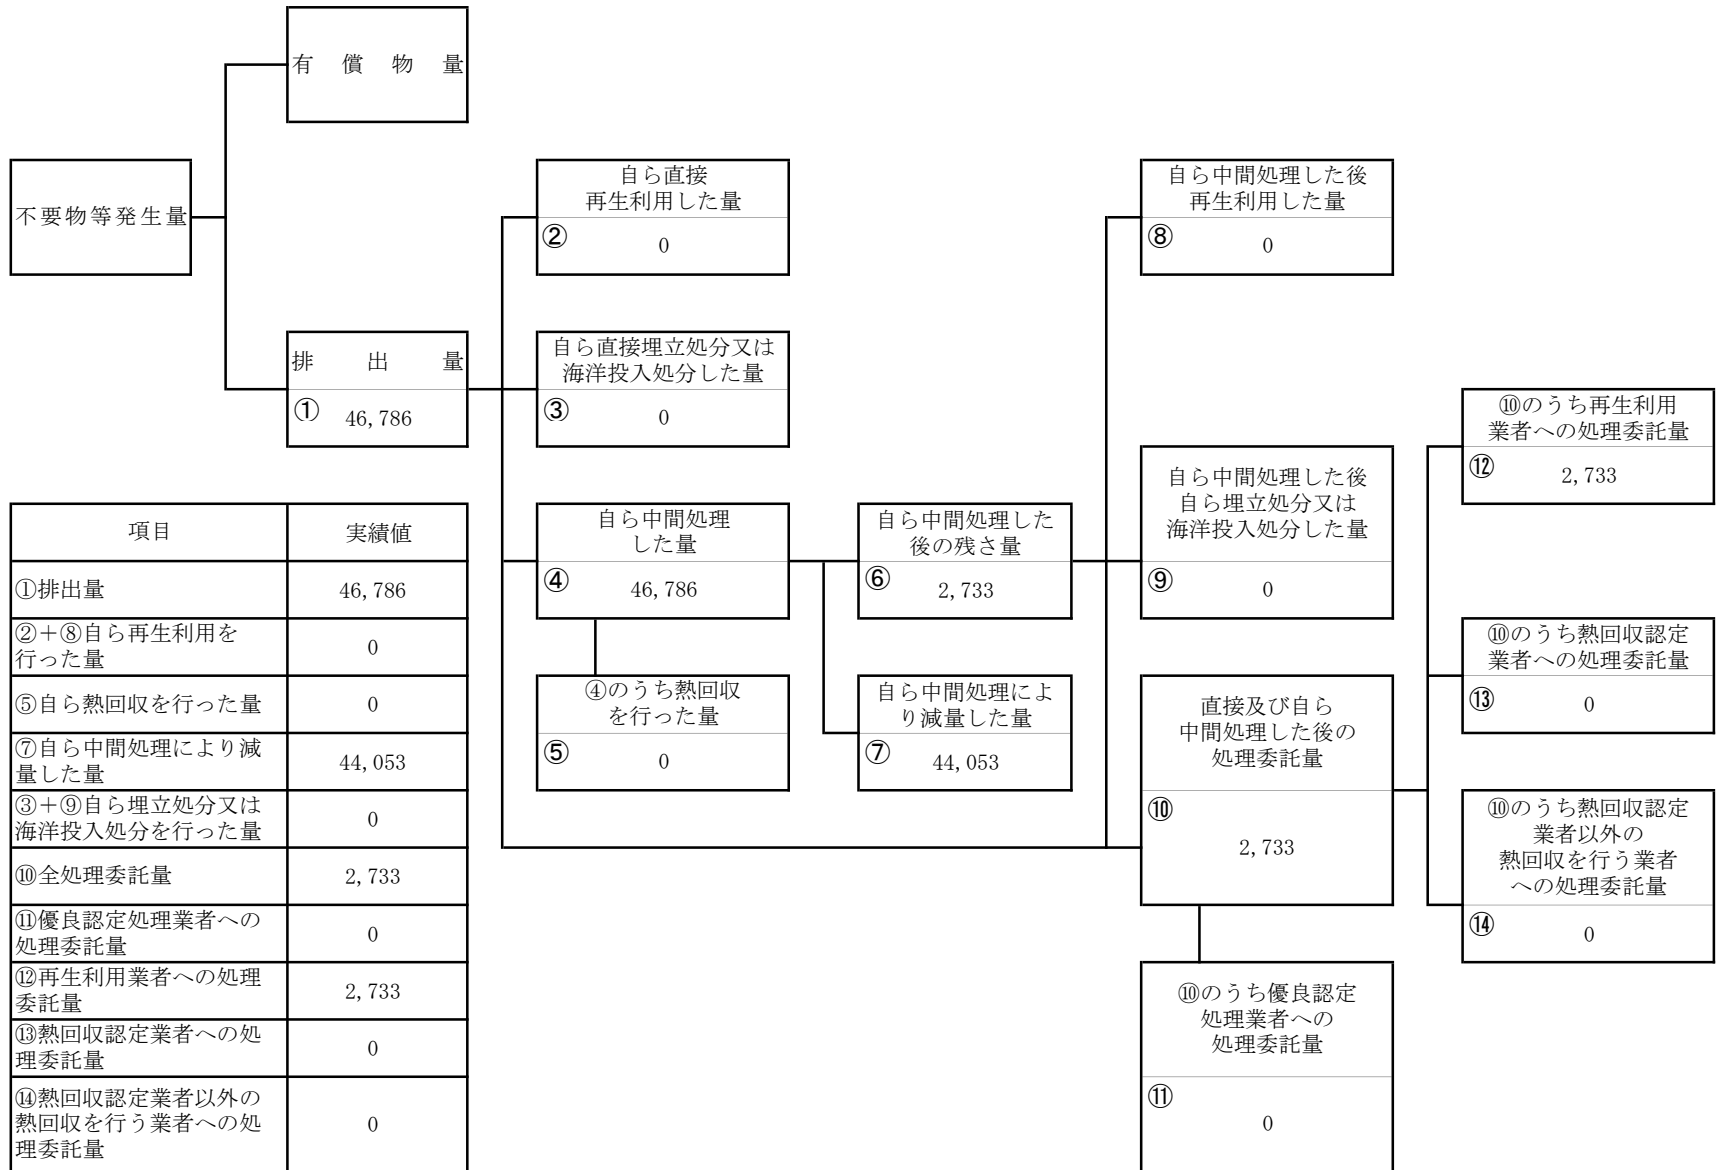 有償物量
不要物等発生量
排出量
① 46,786
自ら直接
再生利用した量
② 0
自ら直接埋立処分又は
海洋投入処分した量
③ 0
自ら中間処理
した量
④ 46,786
④のうち熱回収
を行った量
⑤ 0
自ら中間処理した
後の残さ量
⑥ 2,733
自ら中間処理によ
り減量した量
⑦ 44,053
自ら中間処理した後
再生利用した量
⑧ 0
自ら中間処理した後
自ら埋立処分又は
海洋投入処分した量
⑨ 0
直接及び自ら
中間処理した後の
処理委託量
⑩
2,733
⑩のうち優良認定
処理業者への
処理委託量
⑪
0
⑩のうち再生利用
業者への処理委託量
⑫ 2,733
⑩のうち熱回収認定
業者への処理委託量
⑬ 0
⑩のうち熱回収認定
業者以外の
熱回収を行う業者
への処理委託量
⑭ 0
項目 実績値
①排出量 46,786
②＋⑧自ら再生利用を
行った量 0
⑤自ら熱回収を行った量 0
⑦自ら中間処理により減
量した量 44,053
③＋⑨自ら埋立処分又は
海洋投入処分を行った量 0
⑩全処理委託量 2,733
⑪優良認定処理業者への
処理委託量 0
⑫再生利用業者への処理
委託量 2,733
⑬熱回収認定業者への処
理委託量 0
⑭熱回収認定業者以外の
熱回収を行う業者への処
理委託量 0